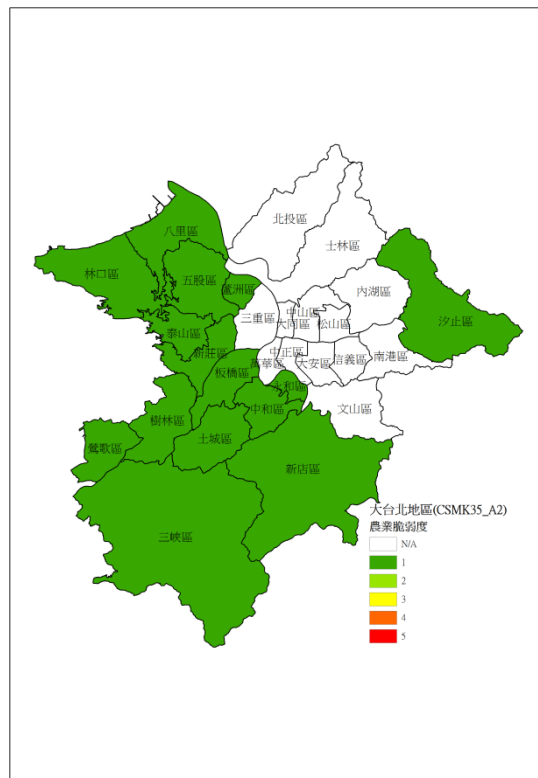 北投區
士林區
八里區
林口區
五股區
蘆洲區
內湖區
汐止區
三重區
中山區
大同區
松山區
泰山區
新莊區
中正區
萬華區
大安區
信義區
南港區
板橋區
永和區
中和區
文山區
樹林區
土城區
鶯歌區
新店區
三峽區
大台北地區(CSMK35_A2)
農業脆弱度
N/A
1
2
3
4
5